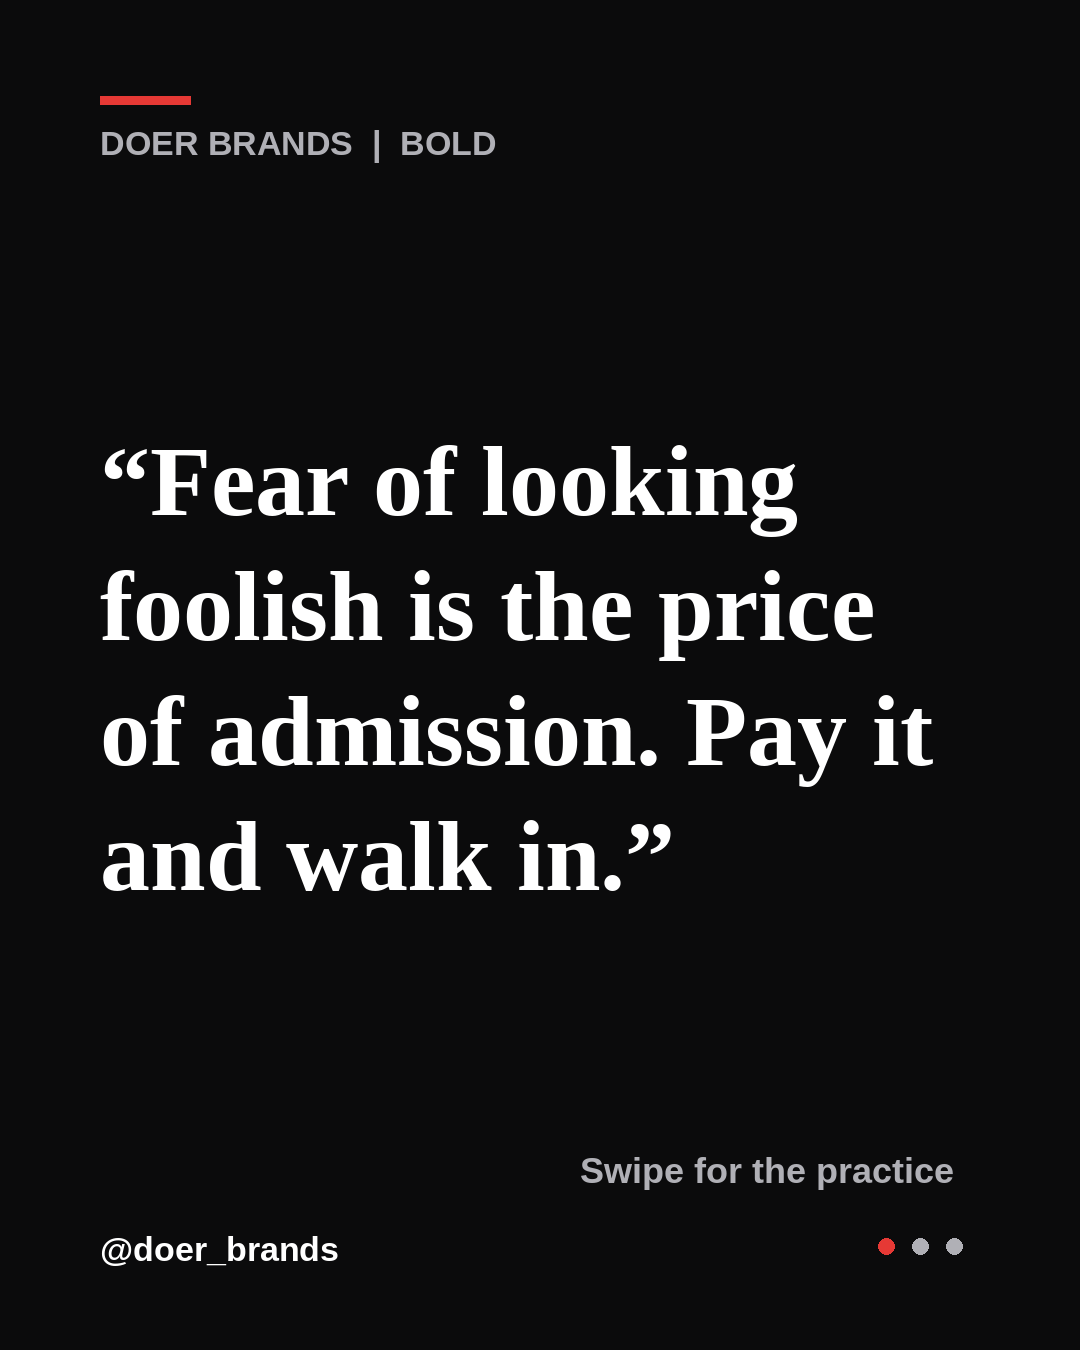 DOER BRANDS | BOLD
“Fear of looking
foolish is the price
of admission. Pay it
and walk in.”
Swipe for the practice
@doer_brands